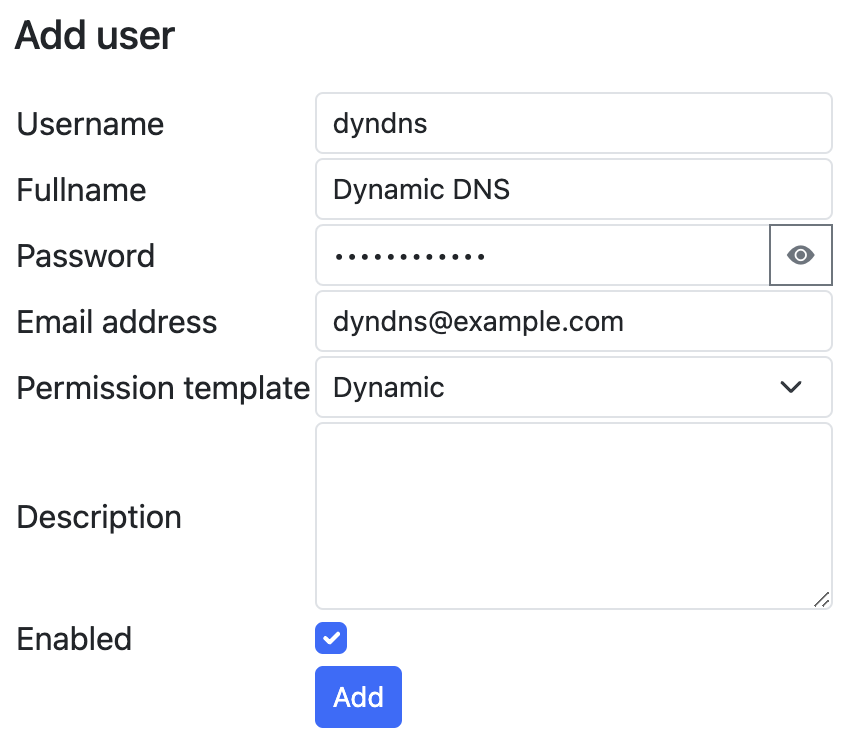 Add user
Username dyndns
Fullname Dynamic DNS
Password ••••••••••••
Email address dyndns@example.com
Permission template Dynamic
Description
Enabled
Add